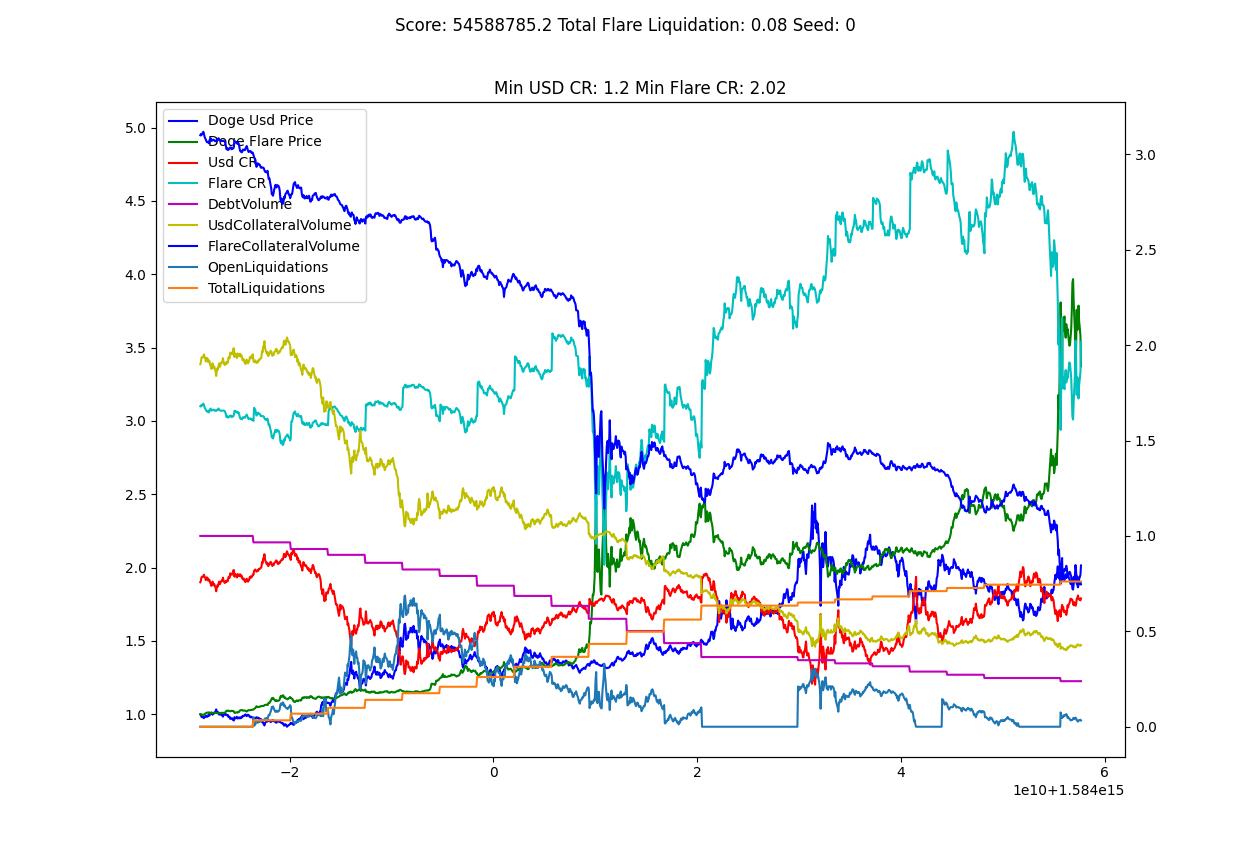 Score: 54588785.2 Total Flare Liquidation: 0.08 Seed: 0
Min USD CR: 1.2 Min Flare CR: 2.02
Doge Usd Price
Doge Flare Price
Usd CR
Flare CR
DebtVolume
UsdCollateralVolume
FlareCollateralVolume
OpenLiquidations
TotalLiquidations
5.0
4.5
4.0
3.5
3.0
2.5
2.0
1.5
1.0
3.0
2.5
2.0
1.5
1.0
0.5
0.0
−2 0 2 4 6
1e10+1.584e15